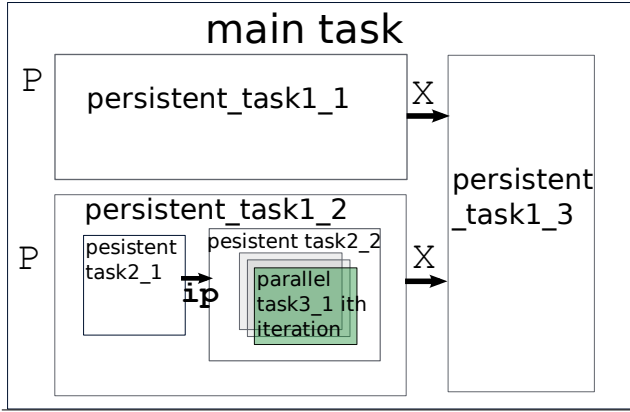 main task
P
persistent_task1_1
X
persistent
_task1_3
P
persistent_task1_2
X
pesistent
task2_1
ip
pesistent task2_2
parallel
task3_1 ith
iteration